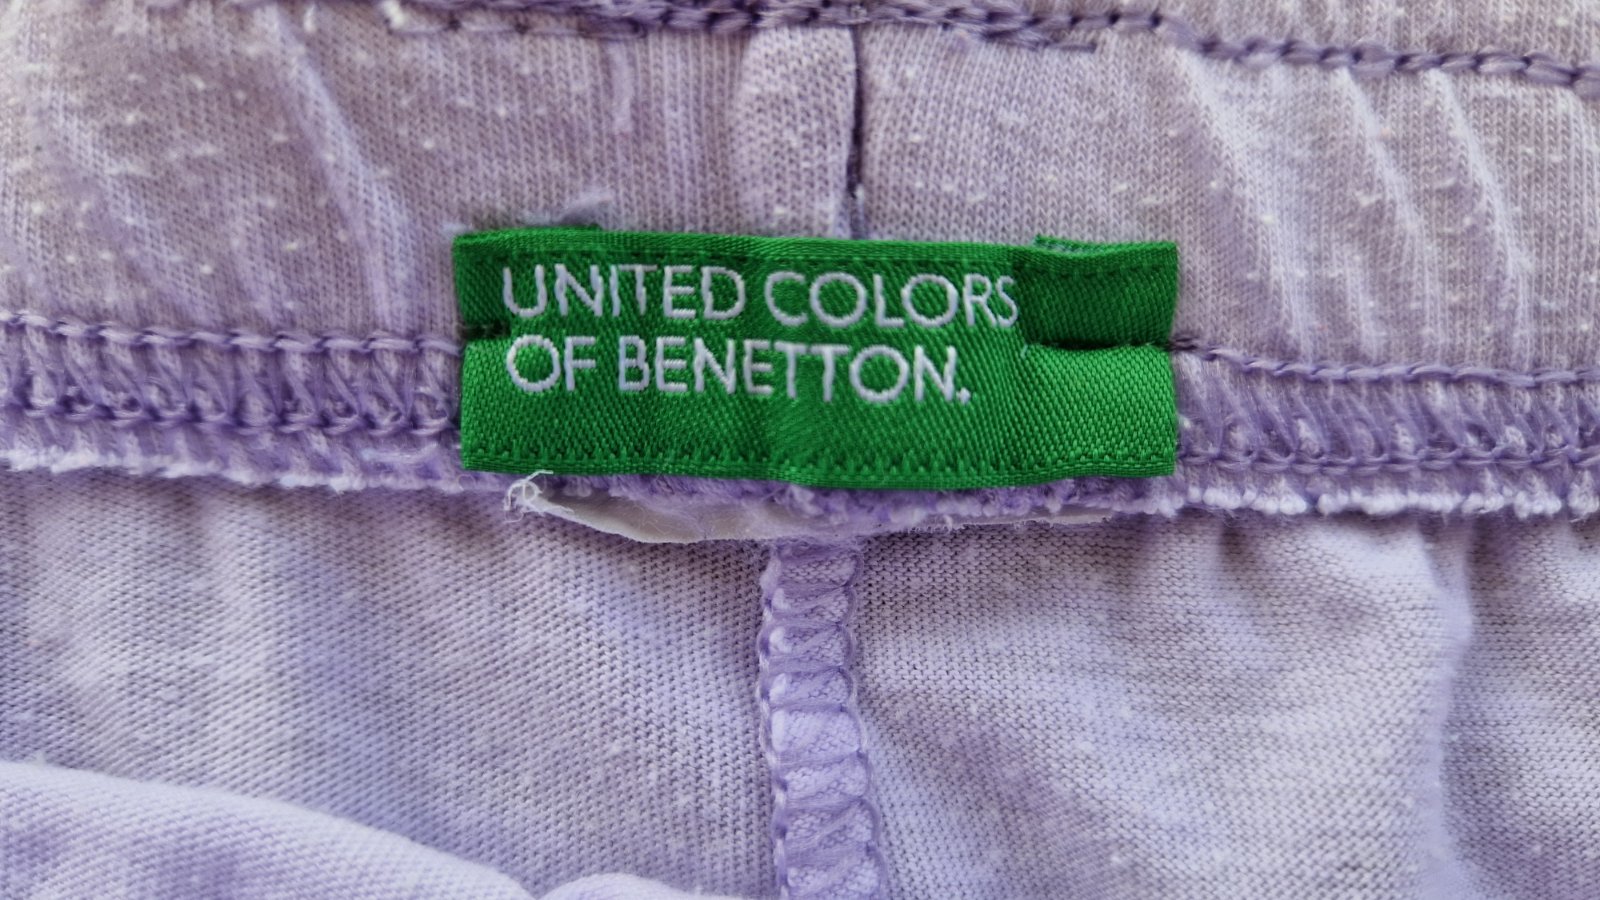 UNITED COLORS
OF BENETTON.